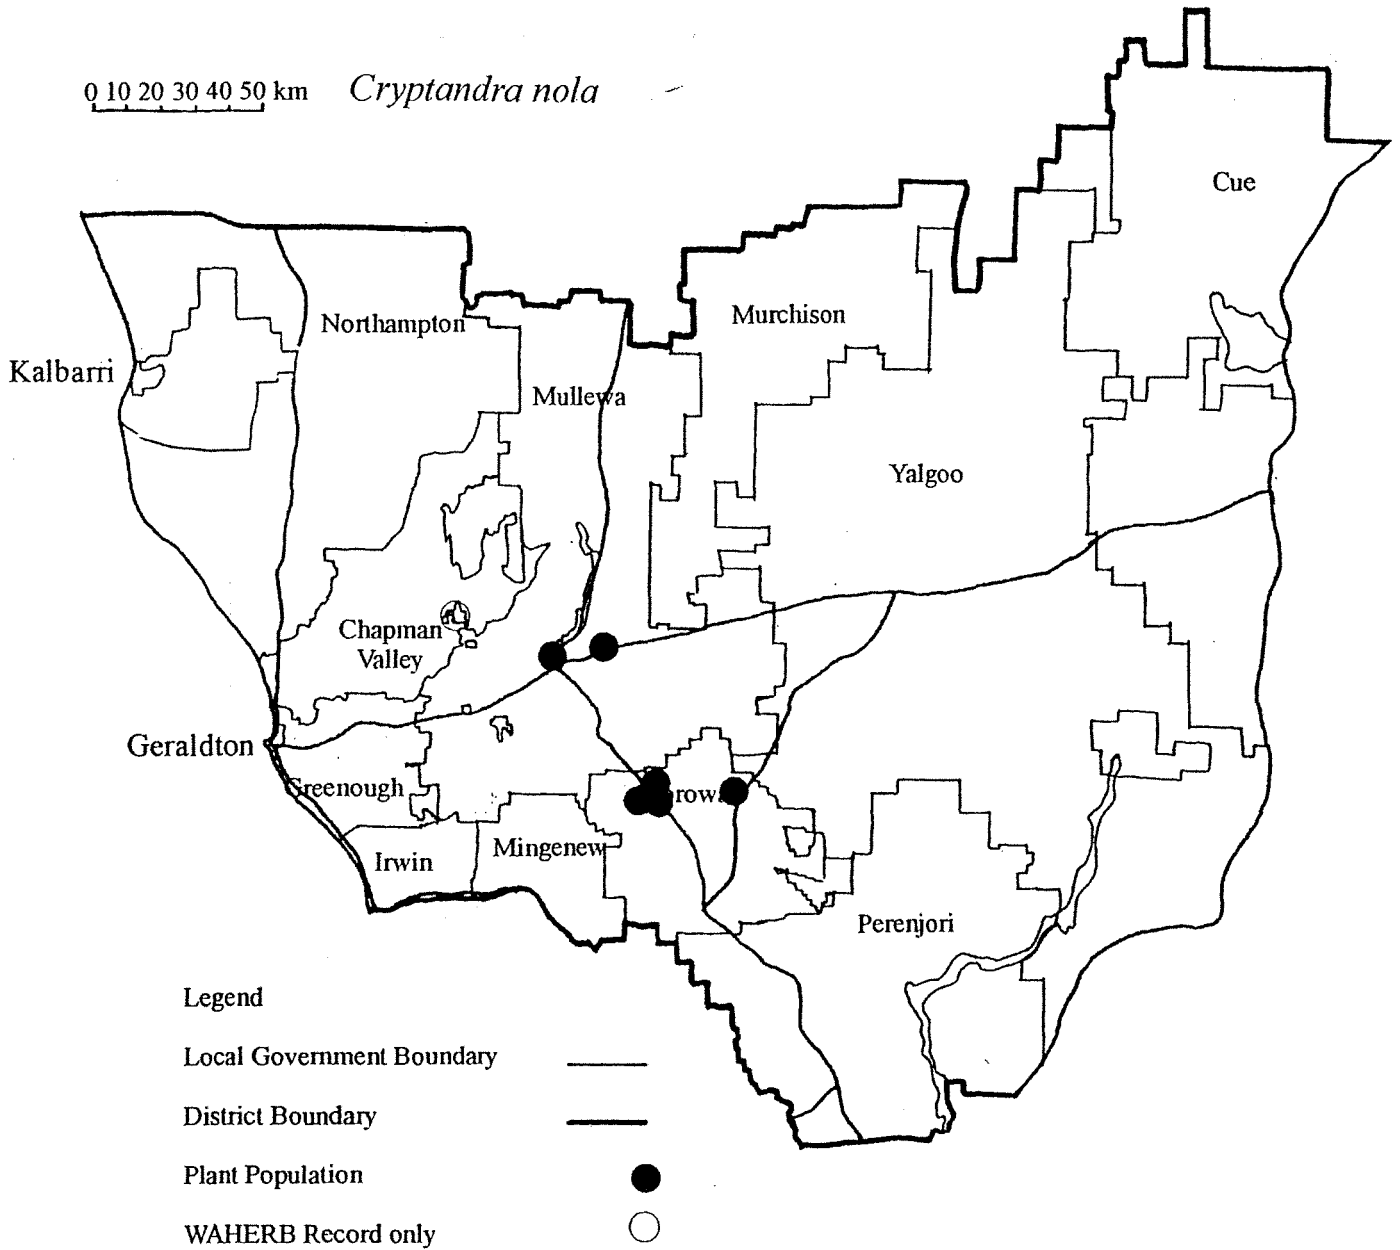 0 10 20 30 40 50 km
Cryptandra nola
Cue
Murchison
Northampton
Kalbarri
Mullewa
Yalgoo
Chapman
Valley
Geraldton
Greenough
Irwin
Mingenew
Perenjori
Legend
Local Government Boundary
District Boundary
Plant Population
WAHERB Record only